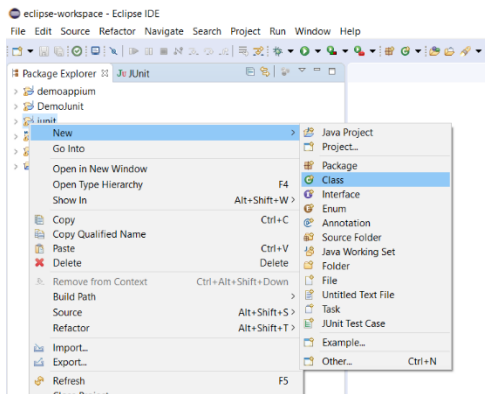 eclipse-workspace - Eclipse IDE
File Edit Source Refactor Navigate Search Project Run Window Help
Package Explorer JUnit
demoappium
DemoJunit
junit
New
Go Into
Open in New Window
Open Type Hierarchy F4
Show In Alt+Shift+W
Copy Ctrl+C
Copy Qualified Name
Paste Ctrl+V
Delete Delete
Remove from Context Ctrl+Alt+Shift+Down
Build Path
Source Alt+Shift+S
Refactor Alt+Shift+T
Import...
Export...
Refresh F5
Close Project
Java Project
Project...
Package
Class
Interface
Enum
Annotation
Source Folder
Java Working Set
Folder
File
Untitled Text File
Task
JUnit Test Case
Example...
Other... Ctrl+N